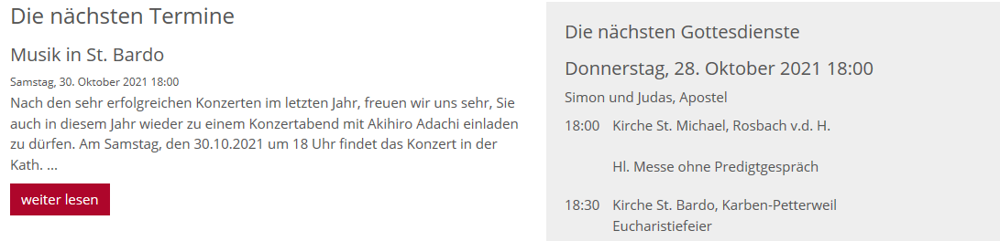 Die nächsten Termine
Musik in St. Bardo
Samstag, 30. Oktober 2021 18:00
Nach den sehr erfolgreichen Konzerten im letzten Jahr, freuen wir uns sehr, Sie
auch in diesem Jahr wieder zu einem Konzertabend mit Akihiro Adachi einladen
zu dürfen. Am Samstag, den 30.10.2021 um 18 Uhr findet das Konzert in der
Kath. ...
weiter lesen
Die nächsten Gottesdienste
Donnerstag, 28. Oktober 2021 18:00
Simon und Judas, Apostel
18:00 Kirche St. Michael, Rosbach v.d. H.
Hl. Messe ohne Predigtgespräch
18:30 Kirche St. Bardo, Karben-Petterweil
Eucharistiefeier